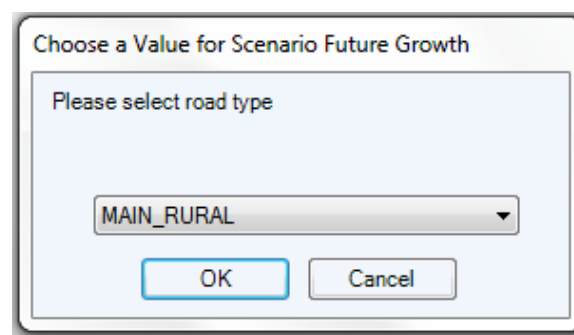 Choose a Value for Scenario Future Growth
Please select road type
MAIN_RURAL
OK
Cancel